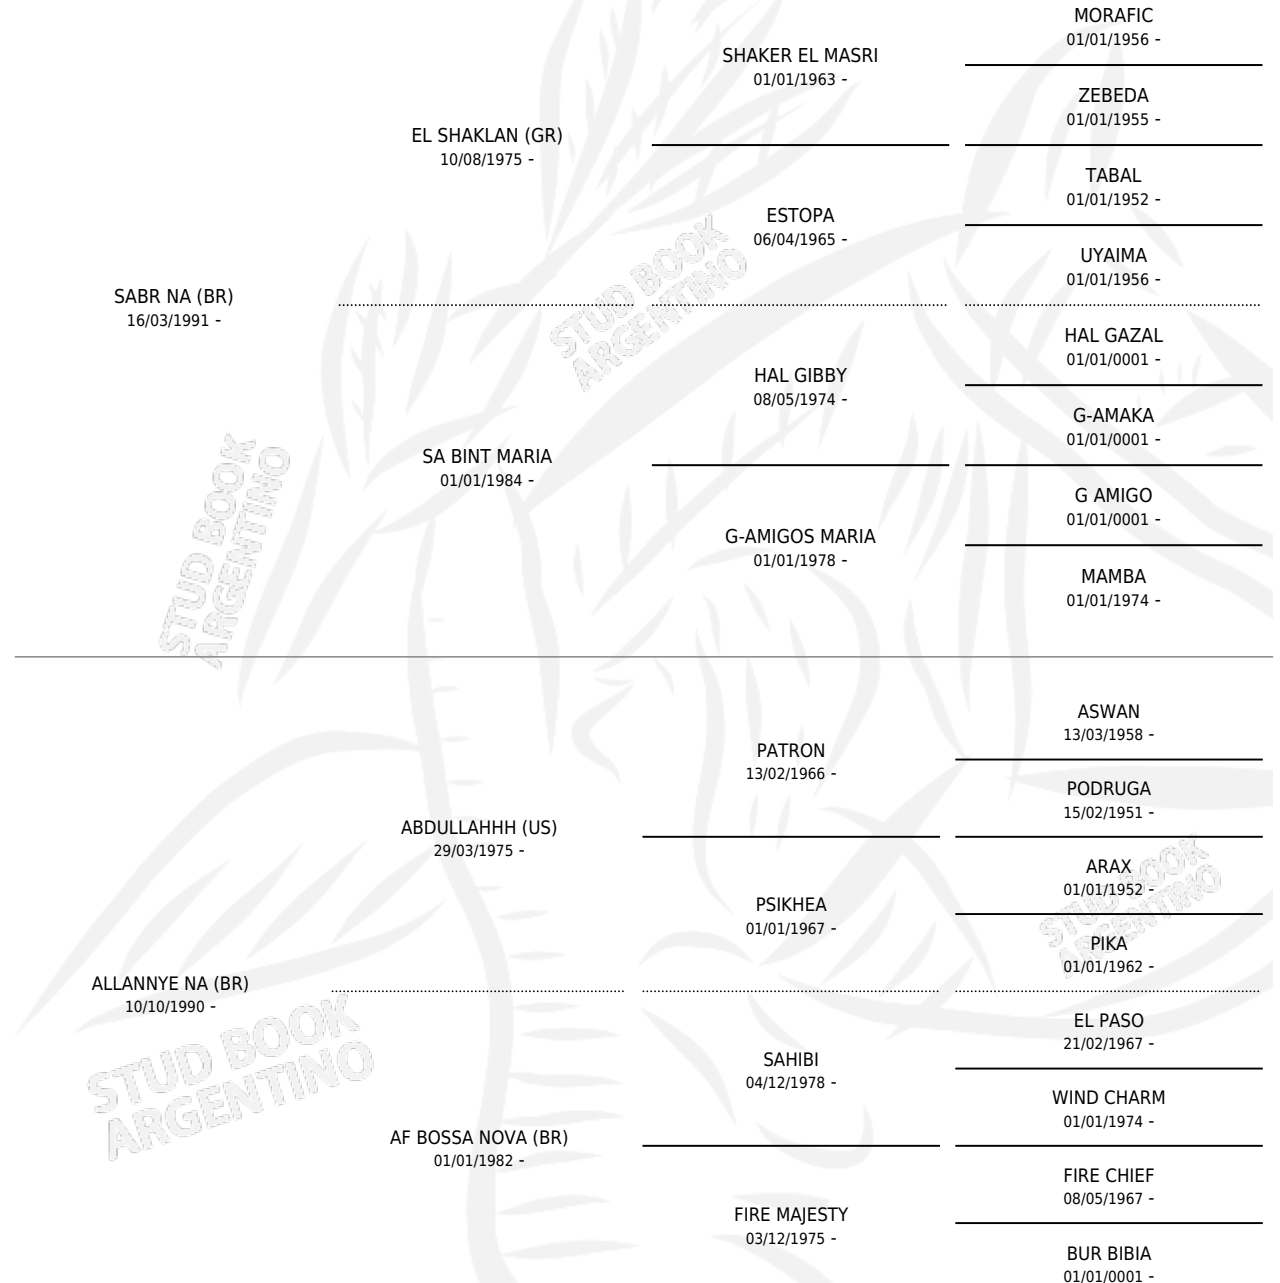 MORAFIC
01/01/1956 -
SHAKER EL MASRI
01/01/1963 -
ZEBEDA
01/01/1955 -
EL SHAKLAN (GR)
10/08/1975 -
TABAL
01/01/1952 -
ESTOPA
06/04/1965 -
UYAIMA
01/01/1956 -
SABR NA (BR)
16/03/1991 -
HAL GAZAL
01/01/0001 -
HAL GIBBY
08/05/1974 -
G-AMAKA
01/01/0001 -
SA BINT MARIA
01/01/1984 -
G AMIGO
01/01/0001 -
G-AMIGOS MARIA
01/01/1978 -
MAMBA
01/01/1974 -
ASWAN
13/03/1958 -
PATRON
13/02/1966 -
PODRUGA
15/02/1951 -
ABDULLAHHH (US)
29/03/1975 -
ARAX
01/01/1952 -
PSIKHEA
01/01/1967 -
PIKA
01/01/1962 -
ALLANNYE NA (BR)
10/10/1990 -
EL PASO
21/02/1967 -
SAHIBI
04/12/1978 -
WIND CHARM
01/01/1974 -
AF BOSSA NOVA (BR)
01/01/1982 -
FIRE CHIEF
08/05/1967 -
FIRE MAJESTY
03/12/1975 -
BUR BIBIA
01/01/0001 -
STUD BOOK
ARGENTINO
STUD BOOK
ARGENTINO
STUD BOOK
ARGENTINO
STUD BOOK
ARGENTINO